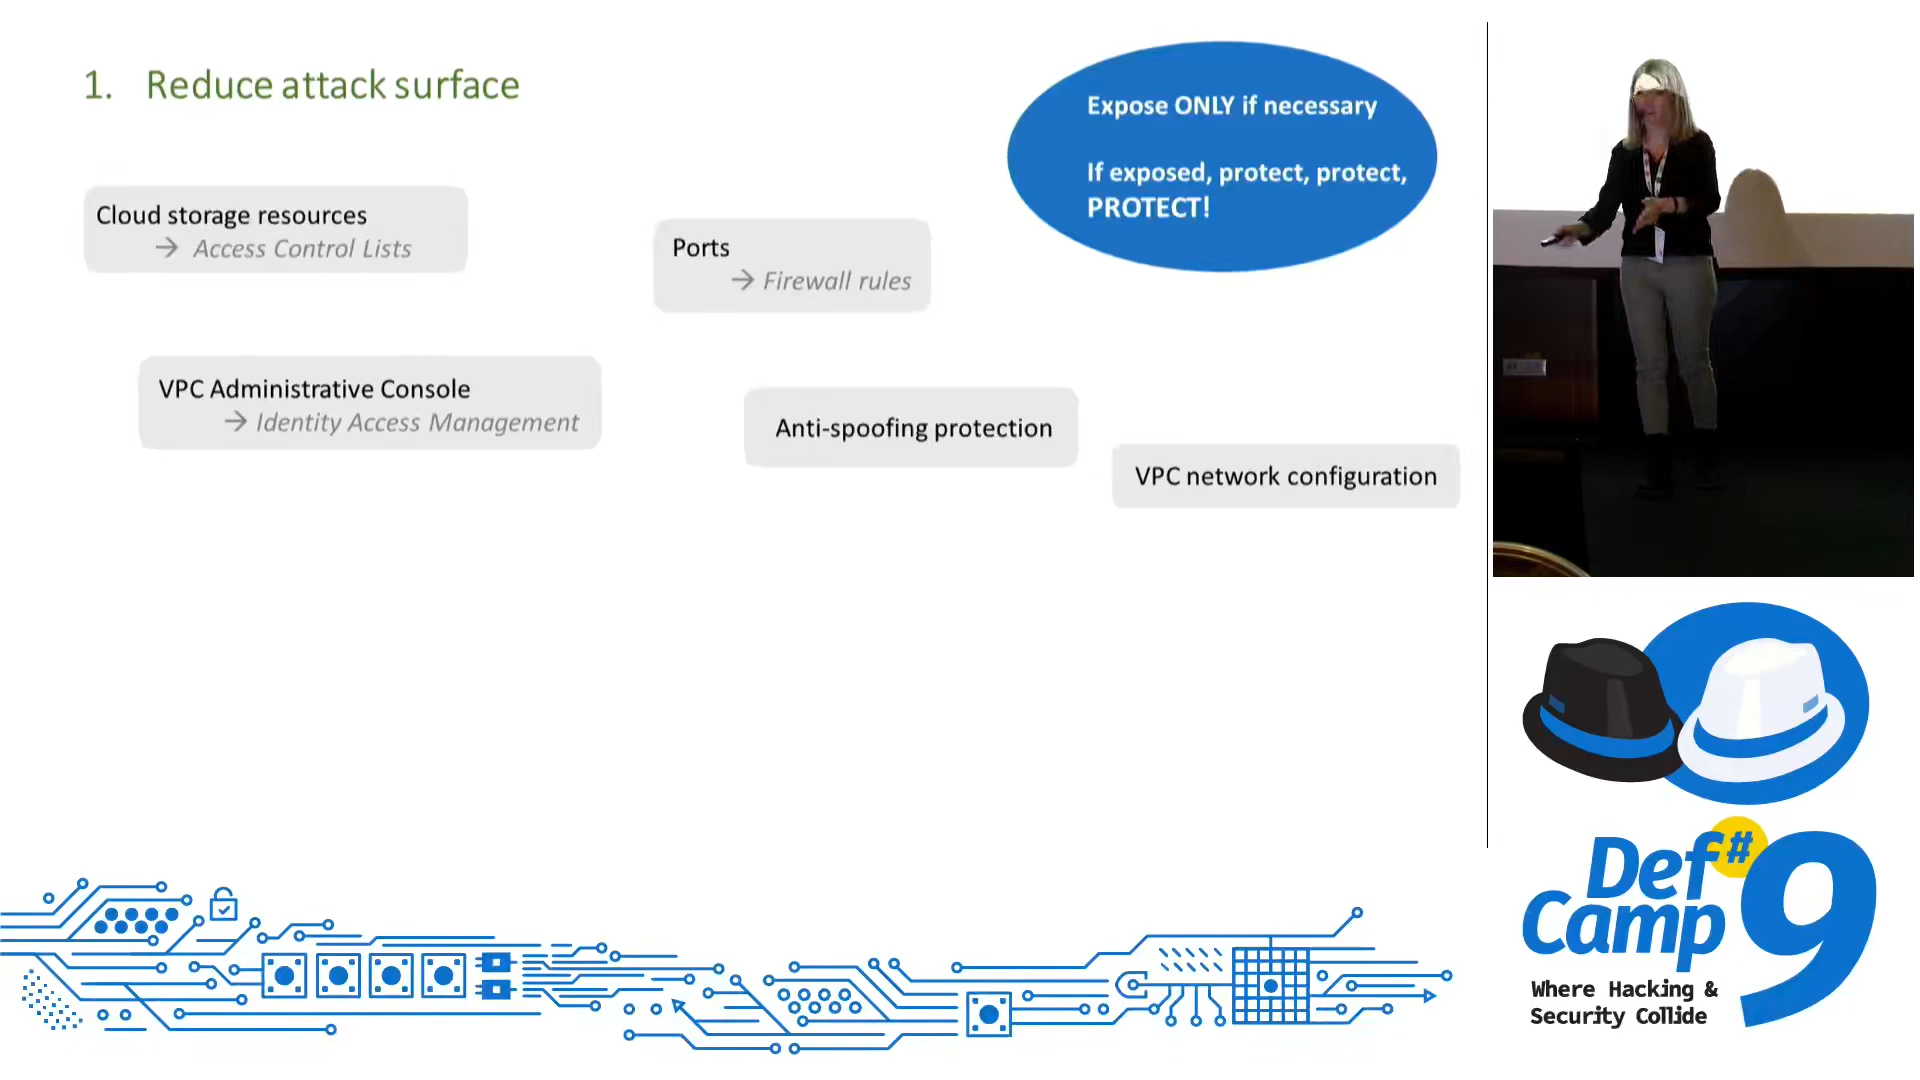 1. Reduce attack surface
Expose ONLY if necessary
If exposed, protect, protect,
PROTECT!
Cloud storage resources
→ Access Control Lists
Ports
→ Firewall rules
VPC Administrative Console
→ Identity Access Management
Anti-spoofing protection
VPC network configuration
Def #
Camp 9
Where Hacking &
Security Collide